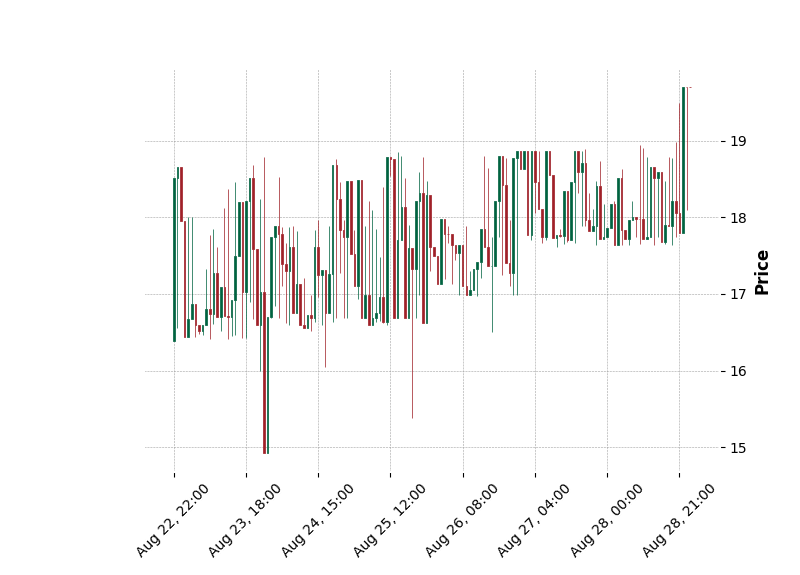 19
18
17
16
15
Price
Aug 22, 22:00
Aug 23, 18:00
Aug 24, 15:00
Aug 25, 12:00
Aug 26, 08:00
Aug 27, 04:00
Aug 28, 00:00
Aug 28, 21:00